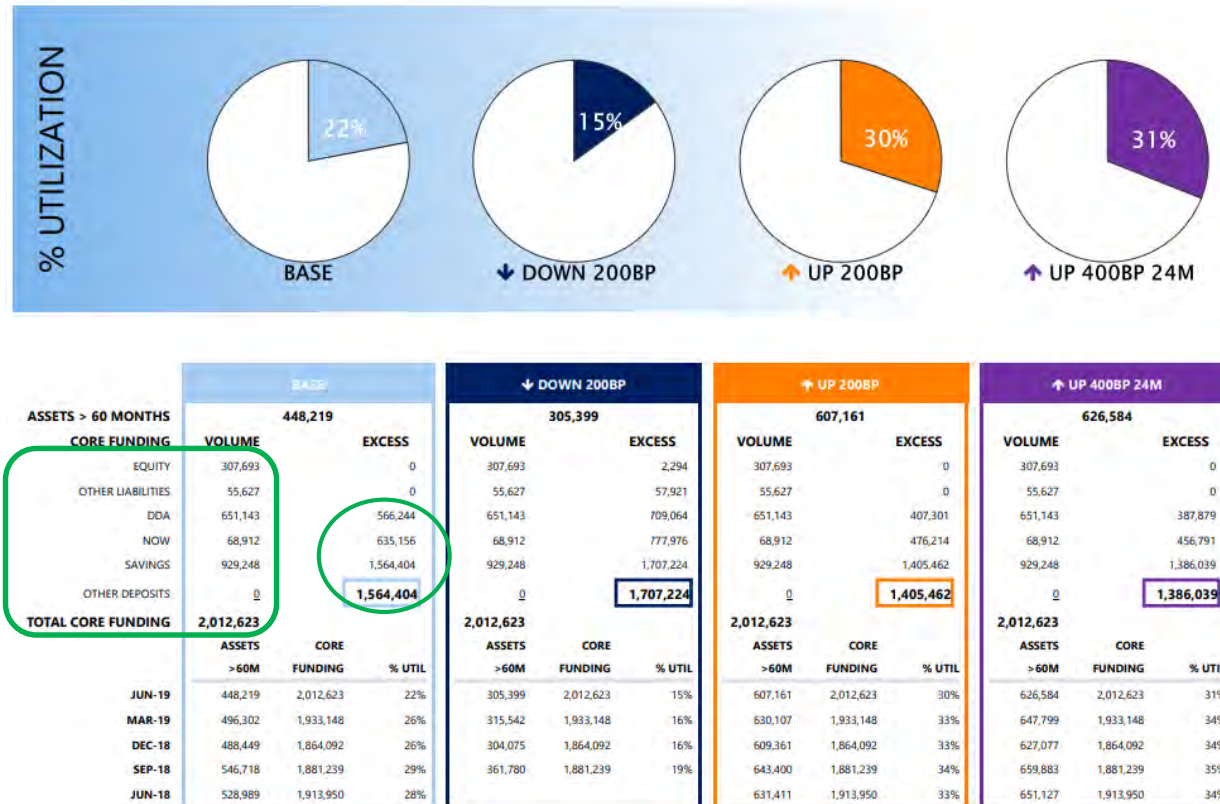 % UTILIZATION
22%
15%
30%
31%
BASE
DOWN 200BP
UP 200BP
UP 400BP 24M
BASE DOWN 200BP UP 200BP UP 400BP 24M
ASSETS > 60 MONTHS 448,219 305,399 607,161 626,584
CORE FUNDING VOLUME EXCESS VOLUME EXCESS VOLUME EXCESS VOLUME EXCESS
EQUITY 307,693 0 307,693 2,294 307,693 0 307,693 0
OTHER LIABILITIES 55,627 0 55,627 57,921 55,627 0 55,627 0
DDA 651,143 566,244 651,143 709,064 651,143 407,301 651,143 387,879
NOW 68,912 635,156 68,912 777,976 68,912 476,214 68,912 456,791
SAVINGS 929,248 1,564,404 929,248 1,707,224 929,248 1,405,462 929,248 1,386,039
OTHER DEPOSITS 0 1,564,404 0 1,707,224 0 1,405,462 0 1,386,039
TOTAL CORE FUNDING 2,012,623 2,012,623 2,012,623 2,012,623
ASSETS CORE ASSETS CORE ASSETS CORE ASSETS CORE
>60M FUNDING % UTIL >60M FUNDING % UTIL >60M FUNDING % UTIL >60M FUNDING % UTIL
JUN-19 448,219 2,012,623 22% 305,399 2,012,623 15% 607,161 2,012,623 30% 626,584 2,012,623 31%
MAR-19 496,302 1,933,148 26% 315,542 1,933,148 16% 630,107 1,933,148 33% 647,799 1,933,148 34%
DEC-18 488,449 1,864,092 26% 304,075 1,864,092 16% 609,361 1,864,092 33% 627,077 1,864,092 34%
SEP-18 546,718 1,881,239 29% 361,780 1,881,239 19% 643,400 1,881,239 34% 659,883 1,881,239 35%
JUN-18 528,989 1,913,950 28% 631,411 1,913,950 33% 651,127 1,913,950 34%